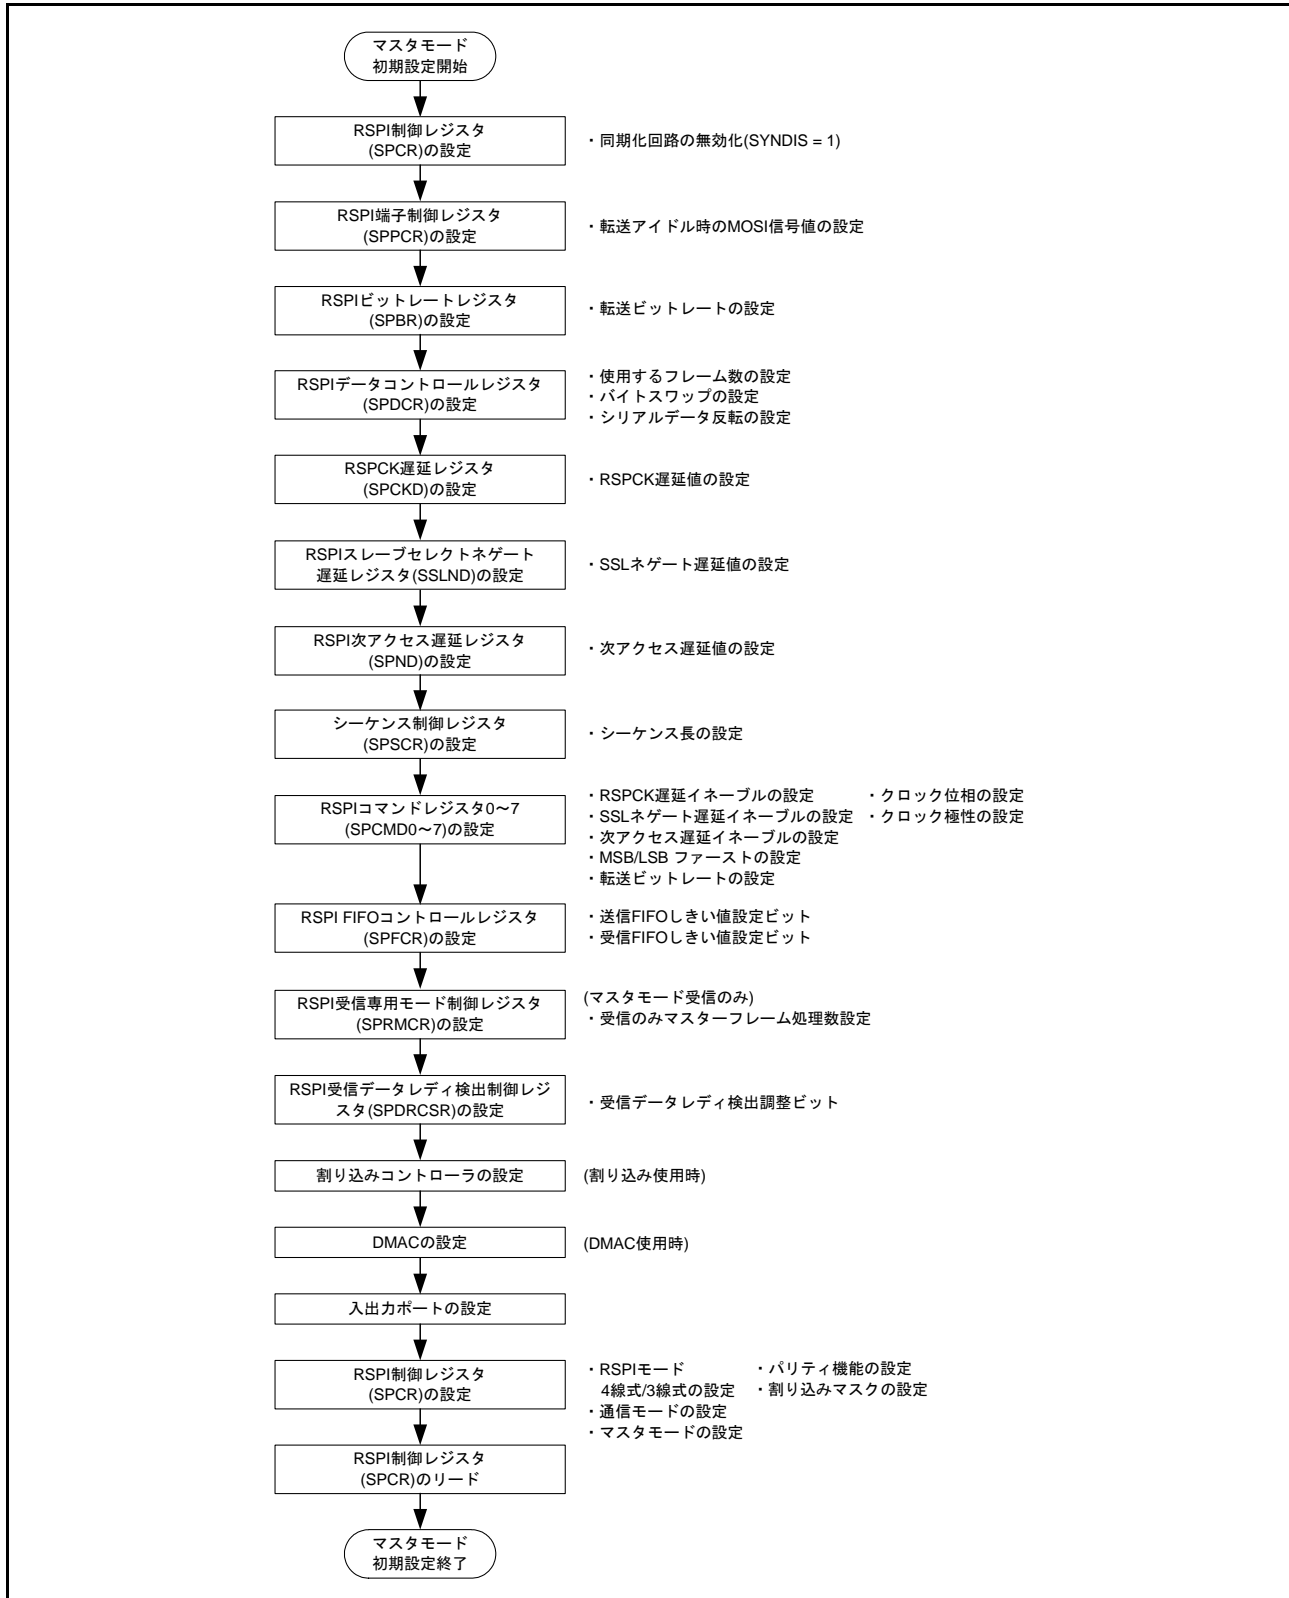 マスタモード
初期設定開始
RSPI制御レジスタ
(SPCR)の設定
・同期化回路の無効化(SYNDIS = 1)
RSPI端子制御レジスタ
(SPPCR)の設定
・転送アイドル時のMOSI信号値の設定
RSPIビットレートレジスタ
(SPBR)の設定
・転送ビットレートの設定
RSPIデータコントロールレジスタ
(SPDCR)の設定
・使用するフレーム数の設定
・バイトスワップの設定
・シリアルデータ反転の設定
RSPCK遅延レジスタ
(SPCKD)の設定
・RSPCK遅延値の設定
RSPIスレーブセレクトネゲート
遅延レジスタ(SSLND)の設定
・SSLネゲート遅延値の設定
RSPI次アクセス遅延レジスタ
(SPND)の設定
・次アクセス遅延値の設定
シーケンス制御レジスタ
(SPSCR)の設定
・シーケンス長の設定
RSPIコマンドレジスタ0～7
(SPCMD0～7)の設定
・RSPCK遅延イネーブルの設定
・SSLネゲート遅延イネーブルの設定
・次アクセス遅延イネーブルの設定
・MSB/LSB ファーストの設定
・転送ビットレートの設定
・クロック位相の設定
・クロック極性の設定
RSPI FIFOコントロールレジスタ
(SPFCR)の設定
・送信FIFOしきい値設定ビット
・受信FIFOしきい値設定ビット
RSPI受信専用モード制御レジスタ
(SPRMCR)の設定
(マスタモード受信のみ)
・受信のみマスターフレーム処理数設定
RSPI受信データレディ検出制御レジ
スタ(SPDRCSR)の設定
・受信データレディ検出調整ビット
割り込みコントローラの設定
(割り込み使用時)
DMACの設定
(DMAC使用時)
入出力ポートの設定
RSPI制御レジスタ
(SPCR)の設定
・RSPIモード
4線式/3線式の設定
・通信モードの設定
・マスタモードの設定
・パリティ機能の設定
・割り込みマスクの設定
RSPI制御レジスタ
(SPCR)のリード
マスタモード
初期設定終了